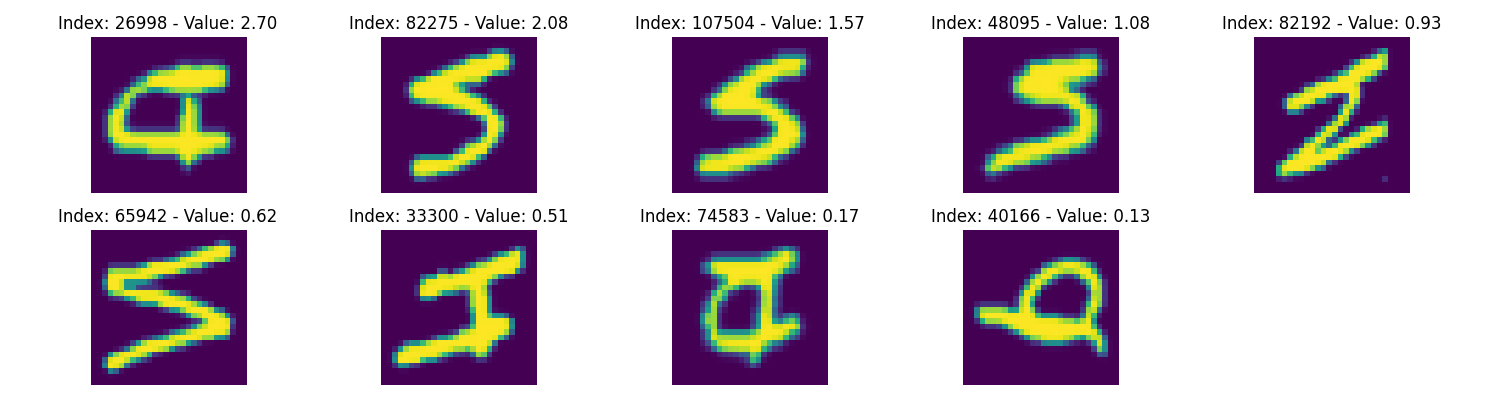 Index: 26998 - Value: 2.70 Index: 82275 - Value: 2.08 Index: 107504 - Value: 1.57 Index: 48095 - Value: 1.08 Index: 82192 - Value: 0.93
S S S Z
Index: 65942 - Value: 0.62 Index: 33300 - Value: 0.51 Index: 74583 - Value: 0.17 Index: 40166 - Value: 0.13
S I